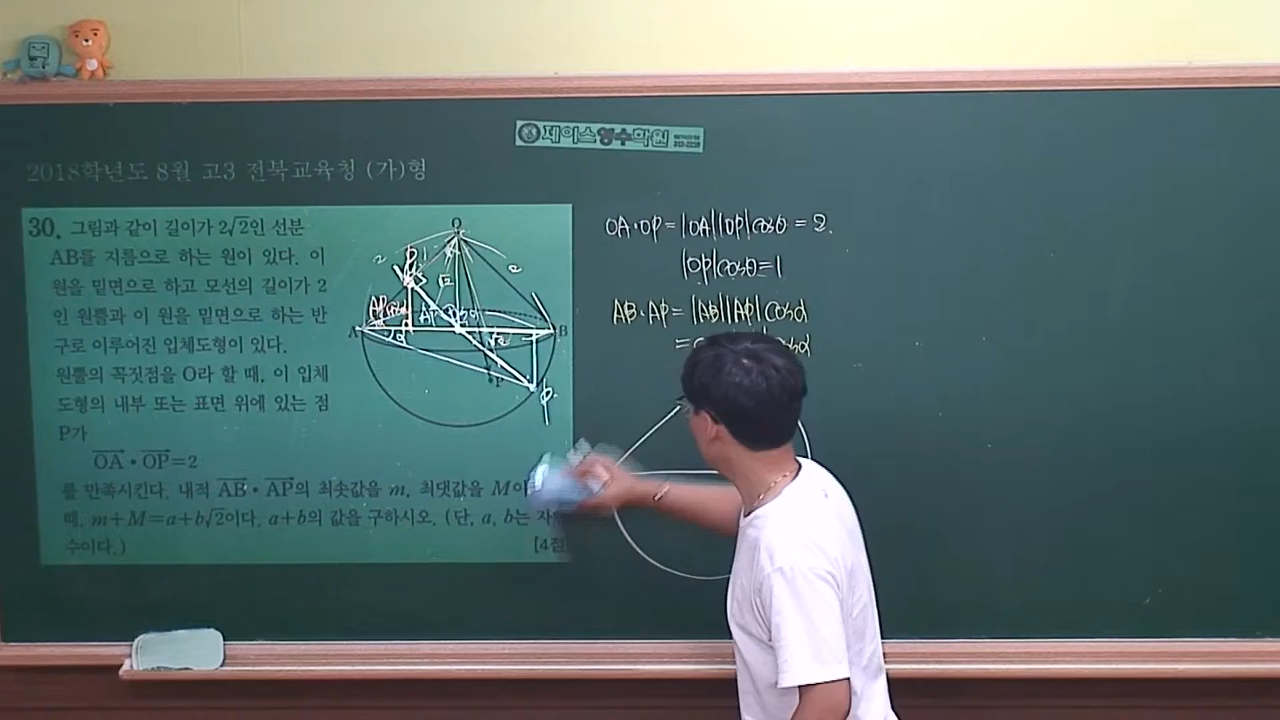 제이스영수학원
2018학년도 8월 고3 전북교육청 (가)형
30. 그림과 같이 길이가 2√2인 선분
AB를 지름으로 하는 원이 있다. 이
원을 밑면으로 하고 모선의 길이가 2
인 원뿔과 이 원을 밑면으로 하는 반
구로 이루어진 입체도형이 있다.
원뿔의 꼭짓점을 O라 할 때, 이 입체
도형의 내부 또는 표면 위에 있는 점
P가
OA・OP=2
를 만족시킨다. 내적 AB・AP의 최솟값을 m, 최댓값을 M이
때, m+M=a+b√2이다. a+b의 값을 구하시오. (단, a, b는 자
수이다.)
[4점
O
A
B
P
2
2
√2
√2
α
P
OA・OP = |OA||OP|cosθ = 2.
|OP|cosθ=1
AB・AP = |AB||AP|cosα
=
cosα